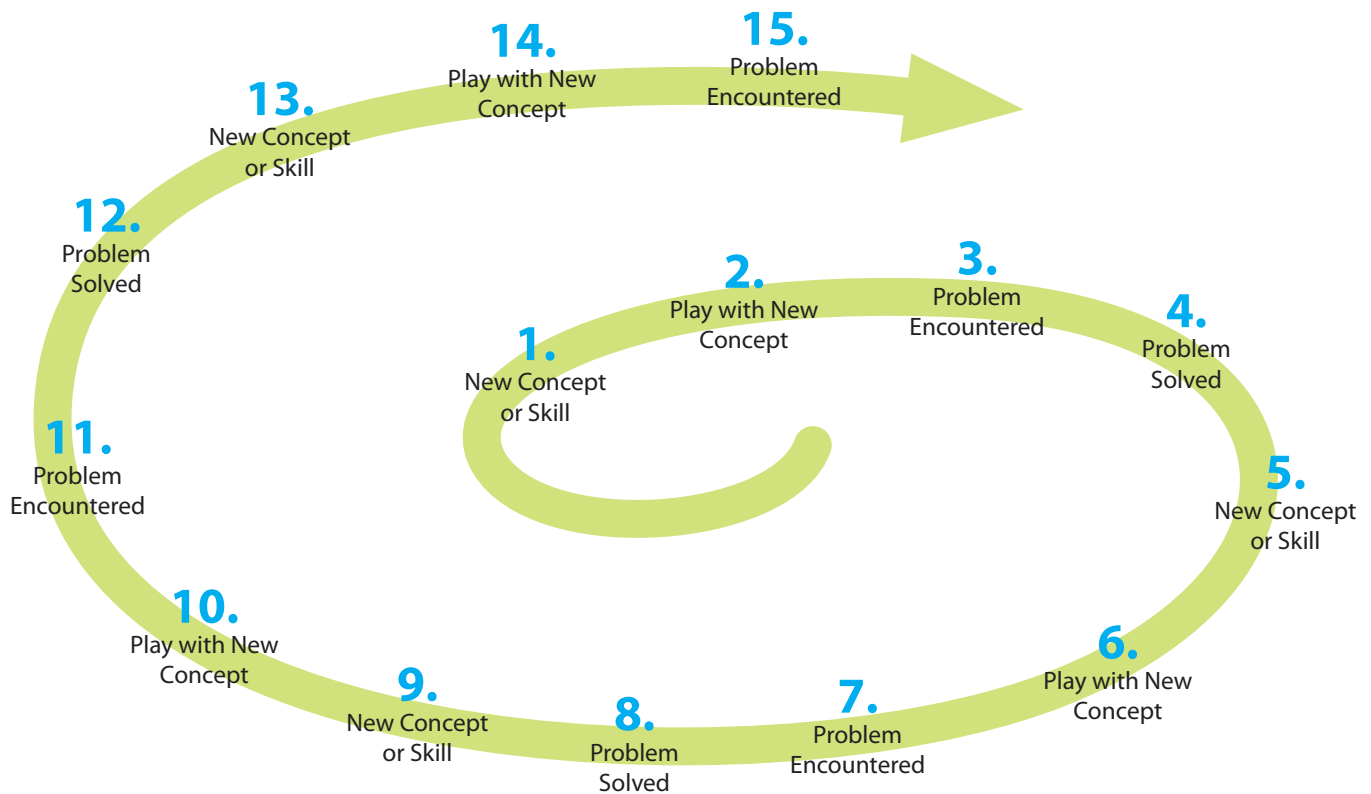 1.
New Concept
or Skill
2.
Play with New
Concept
3.
Problem
Encountered
4.
Problem
Solved
5.
New Concept
or Skill
6.
Play with New
Concept
7.
Problem
Encountered
8.
Problem
Solved
9.
New Concept
or Skill
10.
Play with New
Concept
11.
Problem
Encountered
12.
Problem
Solved
13.
New Concept
or Skill
14.
Play with New
Concept
15.
Problem
Encountered